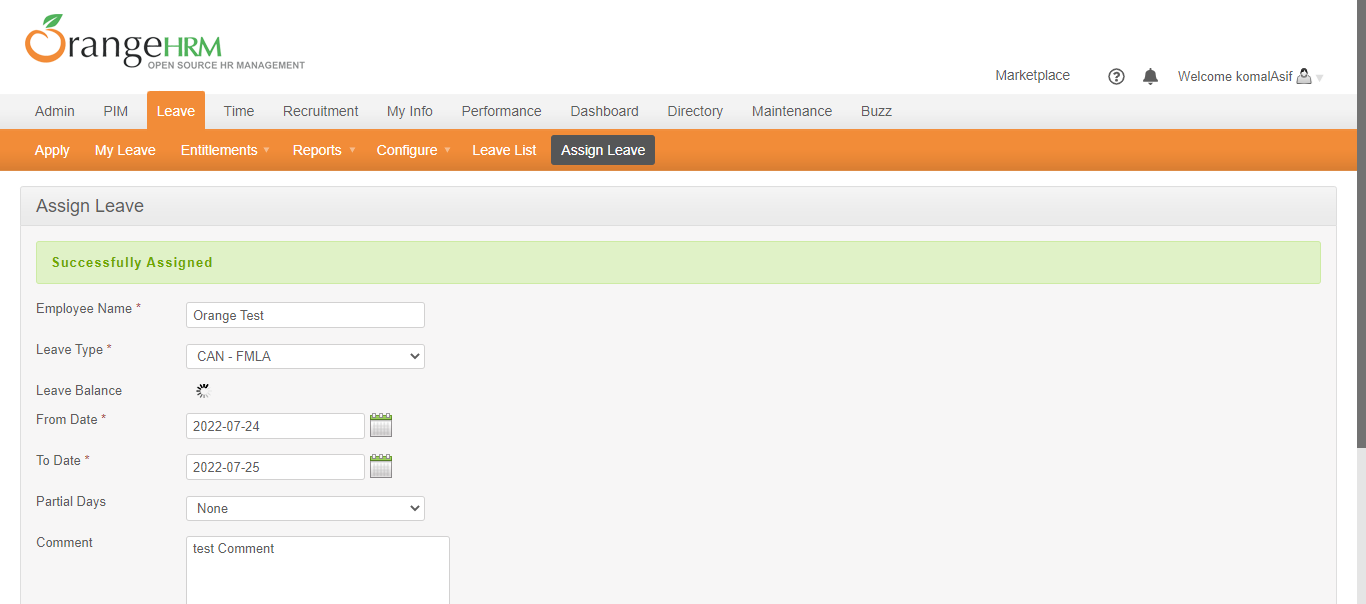 OrangeHRM
OPEN SOURCE HR MANAGEMENT
Marketplace Welcome komalAsif
Admin PIM Leave Time Recruitment My Info Performance Dashboard Directory Maintenance Buzz
Apply My Leave Entitlements Reports Configure Leave List Assign Leave
Assign Leave
Successfully Assigned
Employee Name * Orange Test
Leave Type * CAN - FMLA
Leave Balance
From Date * 2022-07-24
To Date * 2022-07-25
Partial Days None
Comment test Comment